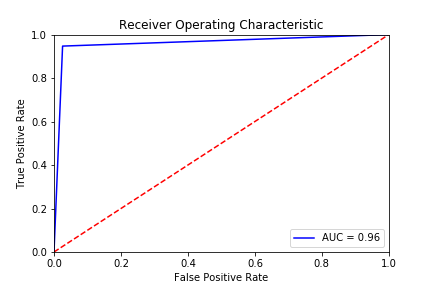 Receiver Operating Characteristic
1.0
0.8
0.6
0.4
0.2
0.0
True Positive Rate
AUC = 0.96
0.0 0.2 0.4 0.6 0.8 1.0
False Positive Rate